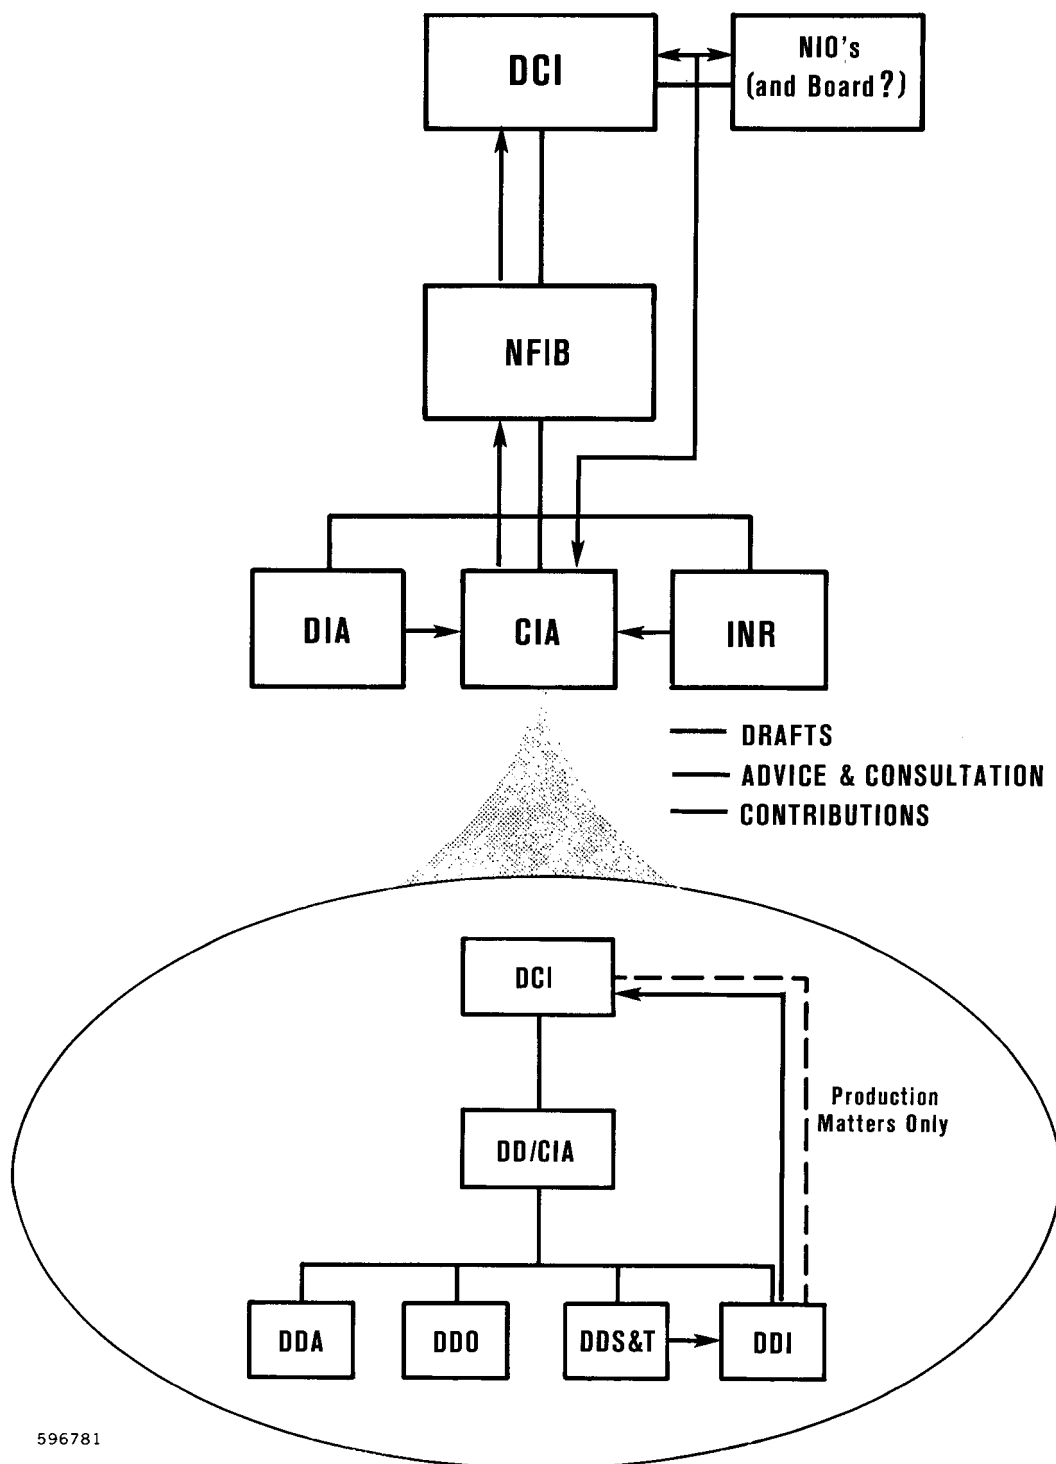 DCI
NIO's
(and Board?)
NFIB
DIA
CIA
INR
DRAFTS
ADVICE & CONSULTATION
CONTRIBUTIONS
DCI
Production
Matters Only
DD/CIA
DDA
DDO
DDS&T
DDI
596781